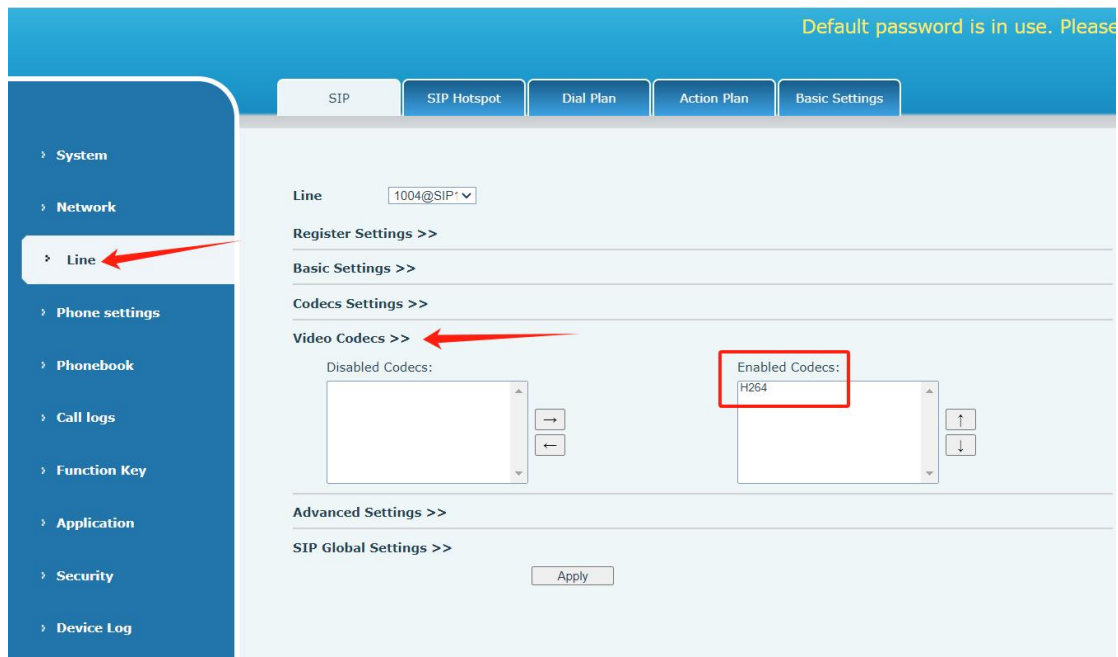 Default password is in use. Please
SIP
SIP Hotspot
Dial Plan
Action Plan
Basic Settings
› System
› Network
› Line
› Phone settings
› Phonebook
› Call logs
› Function Key
› Application
› Security
› Device Log
Line 1004@SIP1
Register Settings >>
Basic Settings >>
Codecs Settings >>
Video Codecs >>
Disabled Codecs: Enabled Codecs:
H264
→ ↑
← ↓
Advanced Settings >>
SIP Global Settings >>
Apply